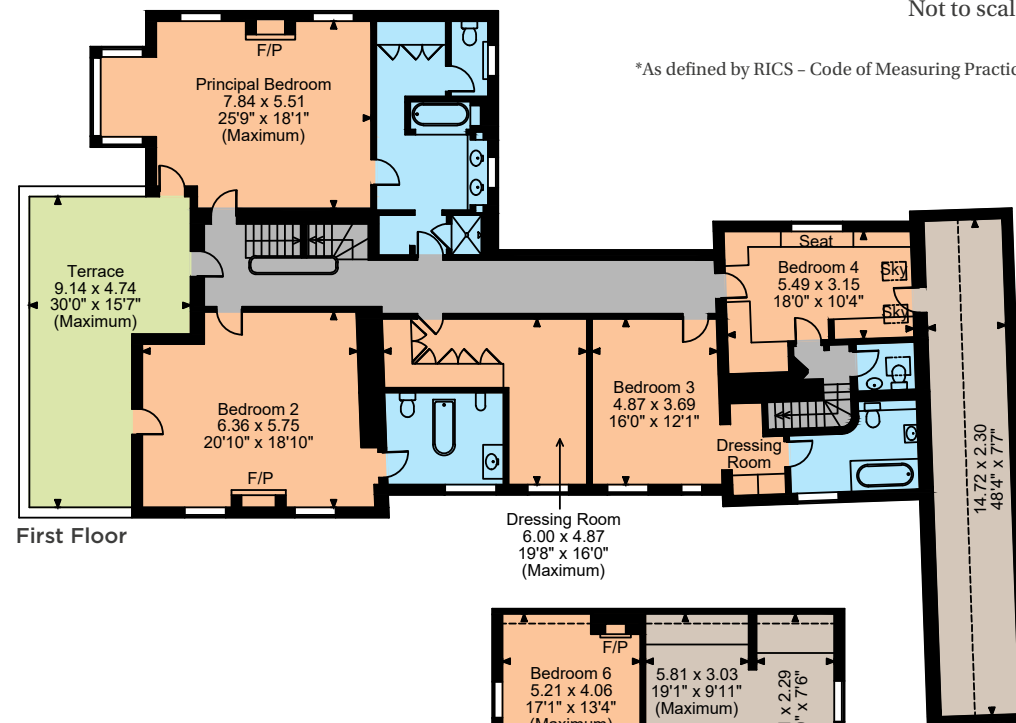 Not to scal
*As defined by RICS – Code of Measuring Practic
F/P
Principal Bedroom
7.84 x 5.51
25'9" x 18'1"
(Maximum)
Terrace
9.14 x 4.74
30'0" x 15'7"
(Maximum)
Seat
Bedroom 4
5.49 x 3.15
18'0" x 10'4"
Sky
Sky
Bedroom 2
6.36 x 5.75
20'10" x 18'10"
F/P
Bedroom 3
4.87 x 3.69
16'0" x 12'1"
Dressing
Room
14.72 x 2.30
48'4" x 7'7"
Dressing Room
6.00 x 4.87
19'8" x 16'0"
(Maximum)
First Floor
F/P
Bedroom 6
5.21 x 4.06
17'1" x 13'4"
(Maximum)
5.81 x 3.03
19'1" x 9'11"
(Maximum)
x 2.29
" x 7'6"